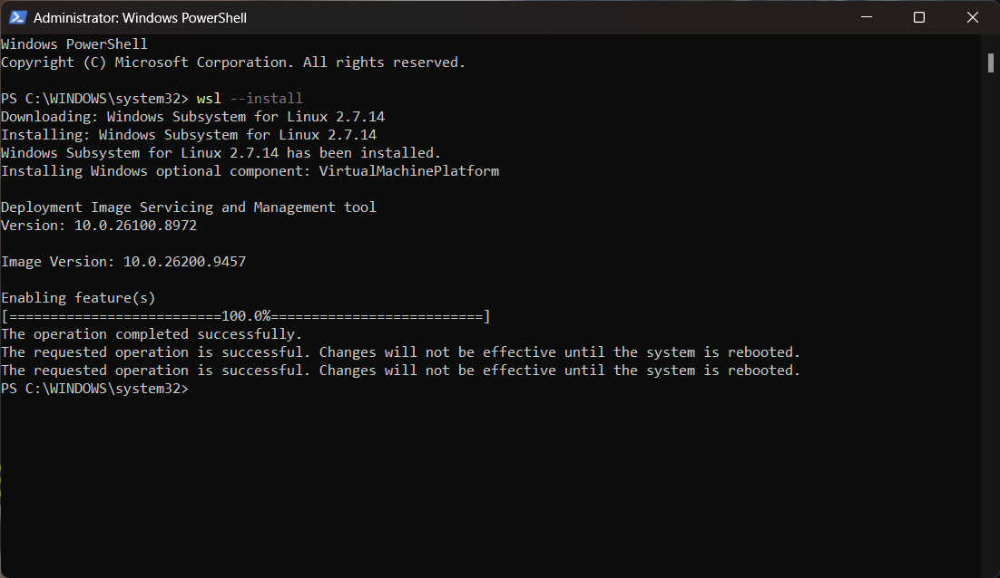 Administrator: Windows PowerShell
Windows PowerShell
Copyright (C) Microsoft Corporation. All rights reserved.
PS C:\WINDOWS\system32> wsl --install
Downloading: Windows Subsystem for Linux 2.7.14
Installing: Windows Subsystem for Linux 2.7.14
Windows Subsystem for Linux 2.7.14 has been installed.
Installing Windows optional component: VirtualMachinePlatform
Deployment Image Servicing and Management tool
Version: 10.0.26100.8972
Image Version: 10.0.26200.9457
Enabling feature(s)
[==========================100.0%==========================]
The operation completed successfully.
The requested operation is successful. Changes will not be effective until the system is rebooted.
The requested operation is successful. Changes will not be effective until the system is rebooted.
PS C:\WINDOWS\system32>